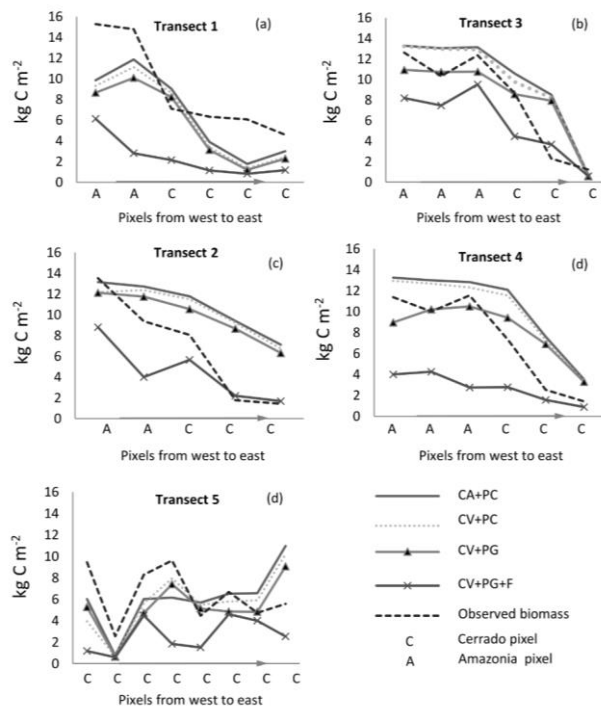 Transect 1 (a)
kg C m-2
16
14
12
10
8
6
4
2
0
A A C C C C
Pixels from west to east
Transect 3 (b)
kg C m-2
16
14
12
10
8
6
4
2
0
A A A C C C
Pixels from west to east
Transect 2 (c)
kg C m-2
16
14
12
10
8
6
4
2
0
A A C C C
Pixels from west to east
Transect 4 (d)
kg C m-2
16
14
12
10
8
6
4
2
0
A A A C C C
Pixels from west to east
Transect 5 (d)
kg C m-2
16
14
12
10
8
6
4
2
0
C C C C C C C C
Pixels from west to east
CA+PC
CV+PC
CV+PG
CV+PG+F
Observed biomass
C Cerrado pixel
A Amazonia pixel